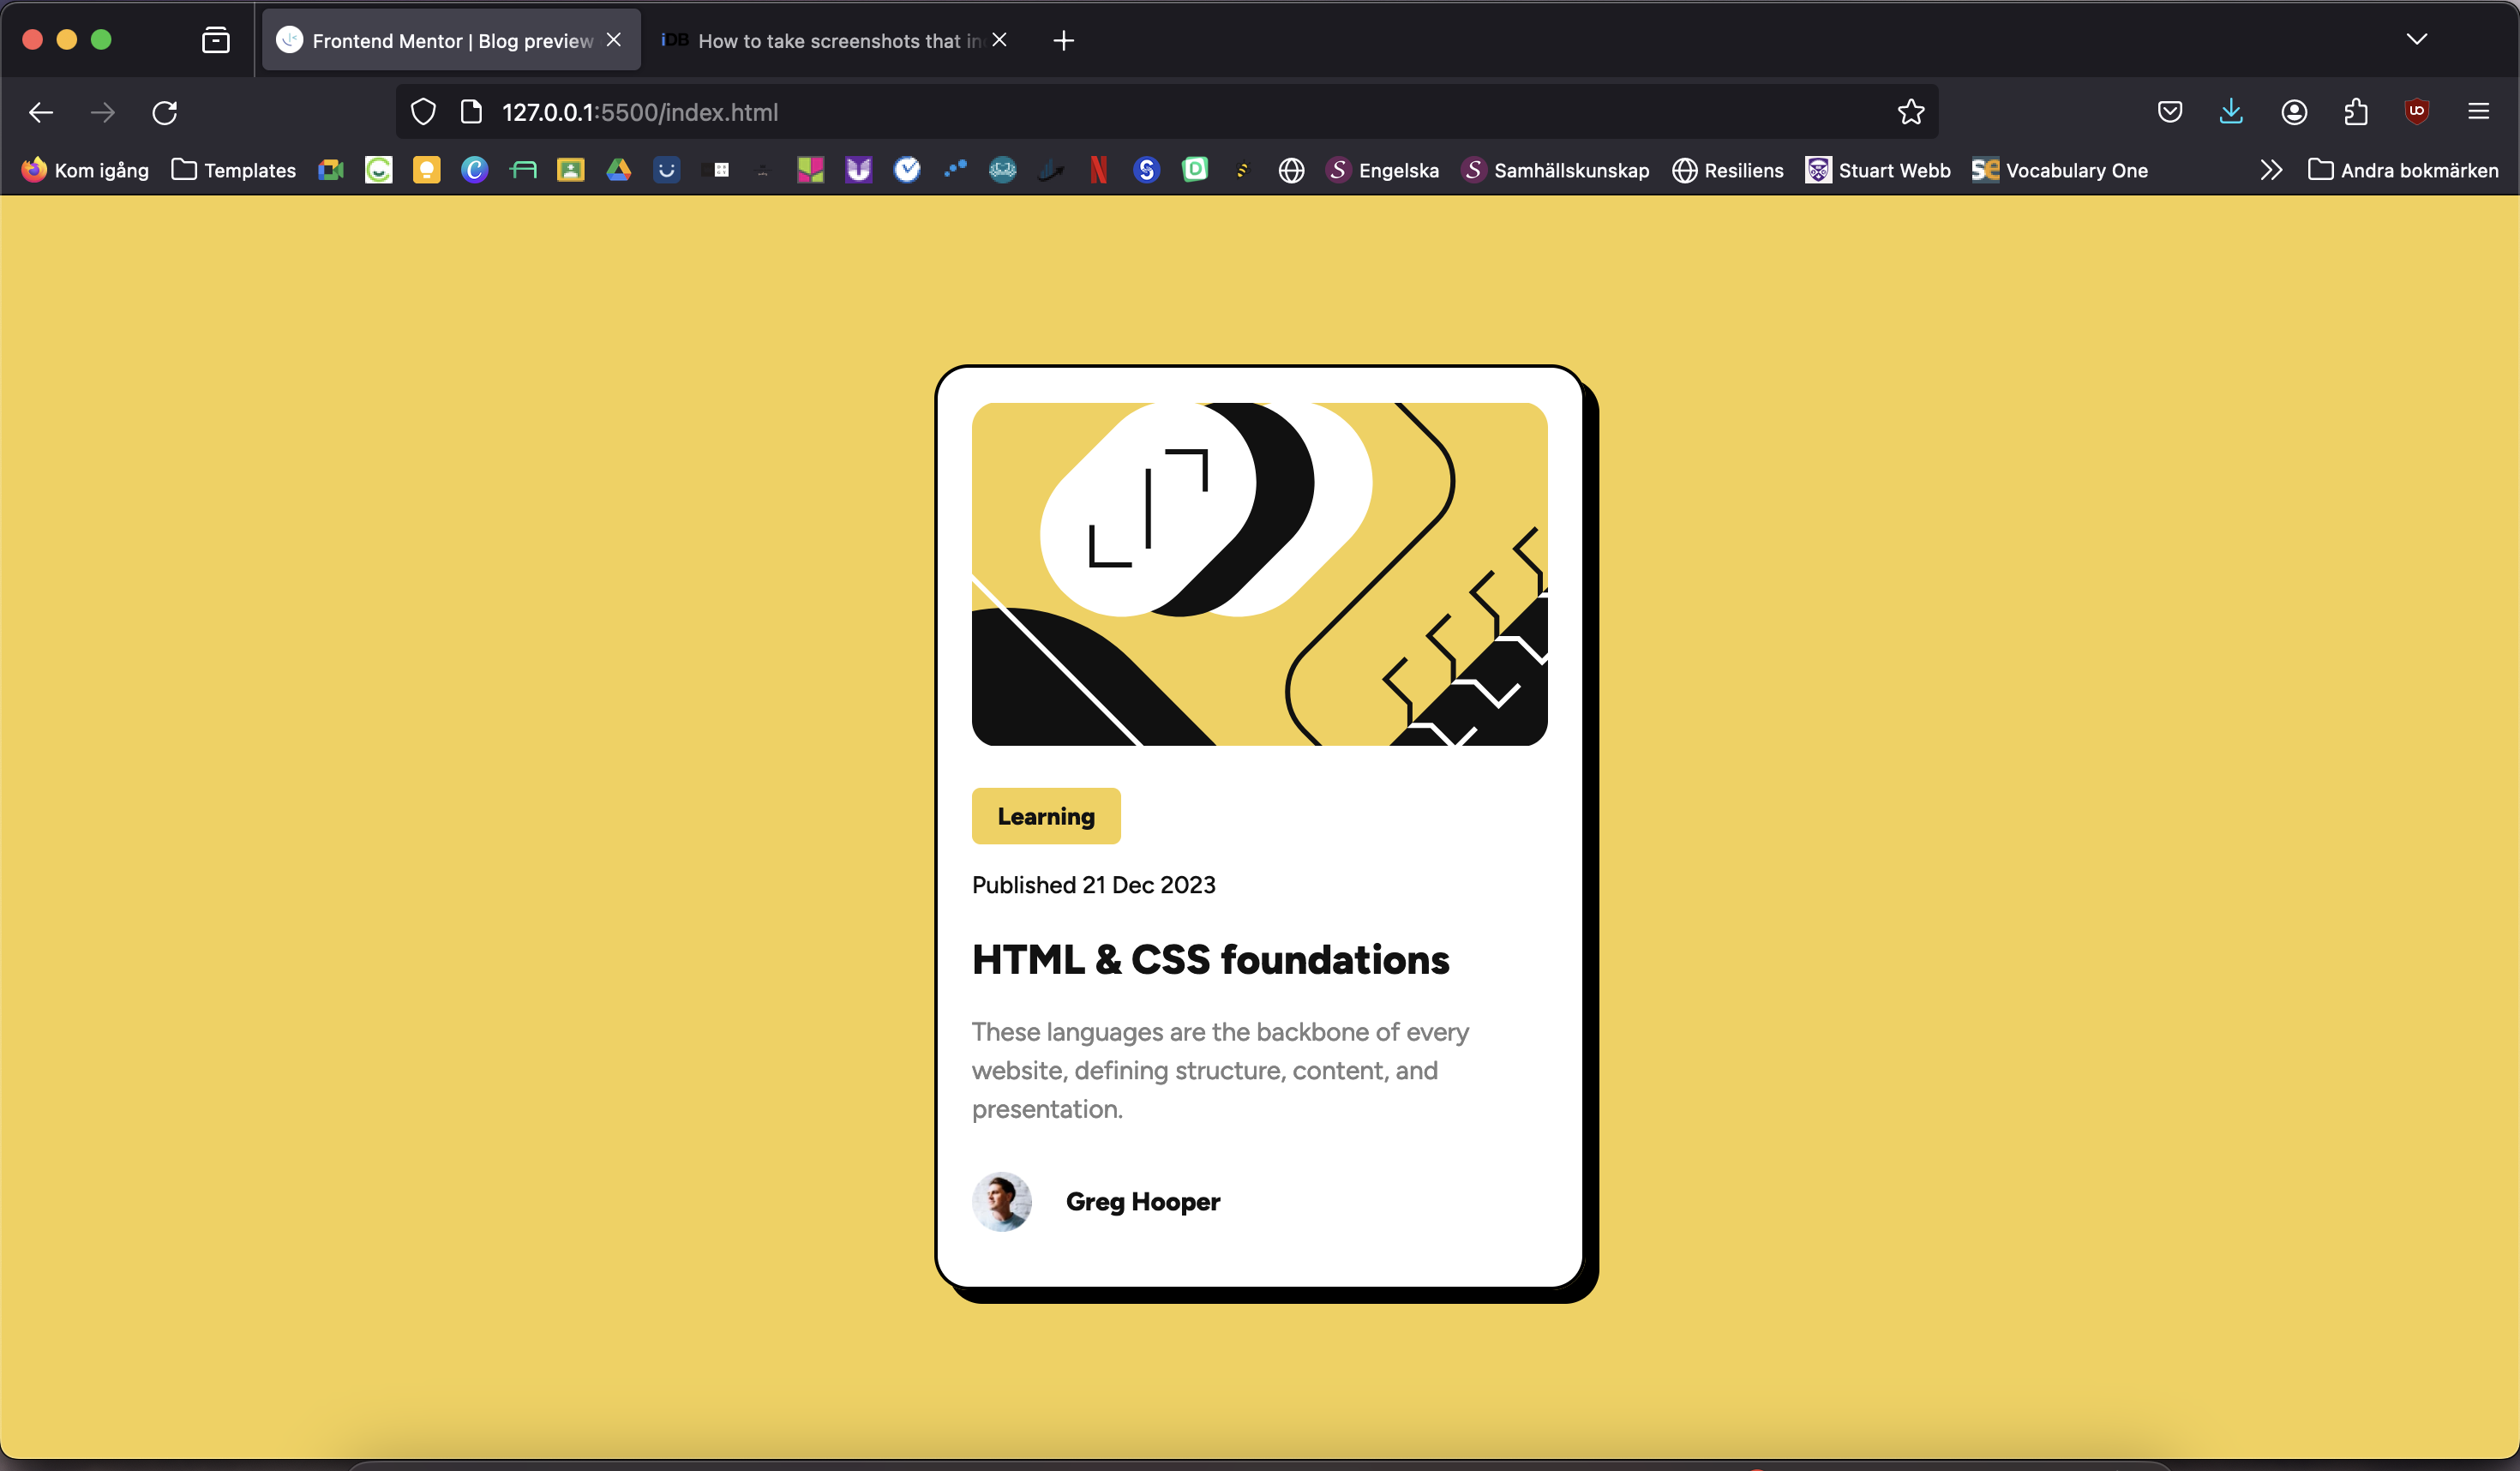 Frontend Mentor | Blog preview
iDB How to take screenshots that in
127.0.0.1:5500/index.html
Kom igång Templates Engelska Samhällskunskap Resiliens Stuart Webb Vocabulary One Andra bokmärken
Learning
Published 21 Dec 2023
HTML & CSS foundations
These languages are the backbone of every
website, defining structure, content, and
presentation.
Greg Hooper